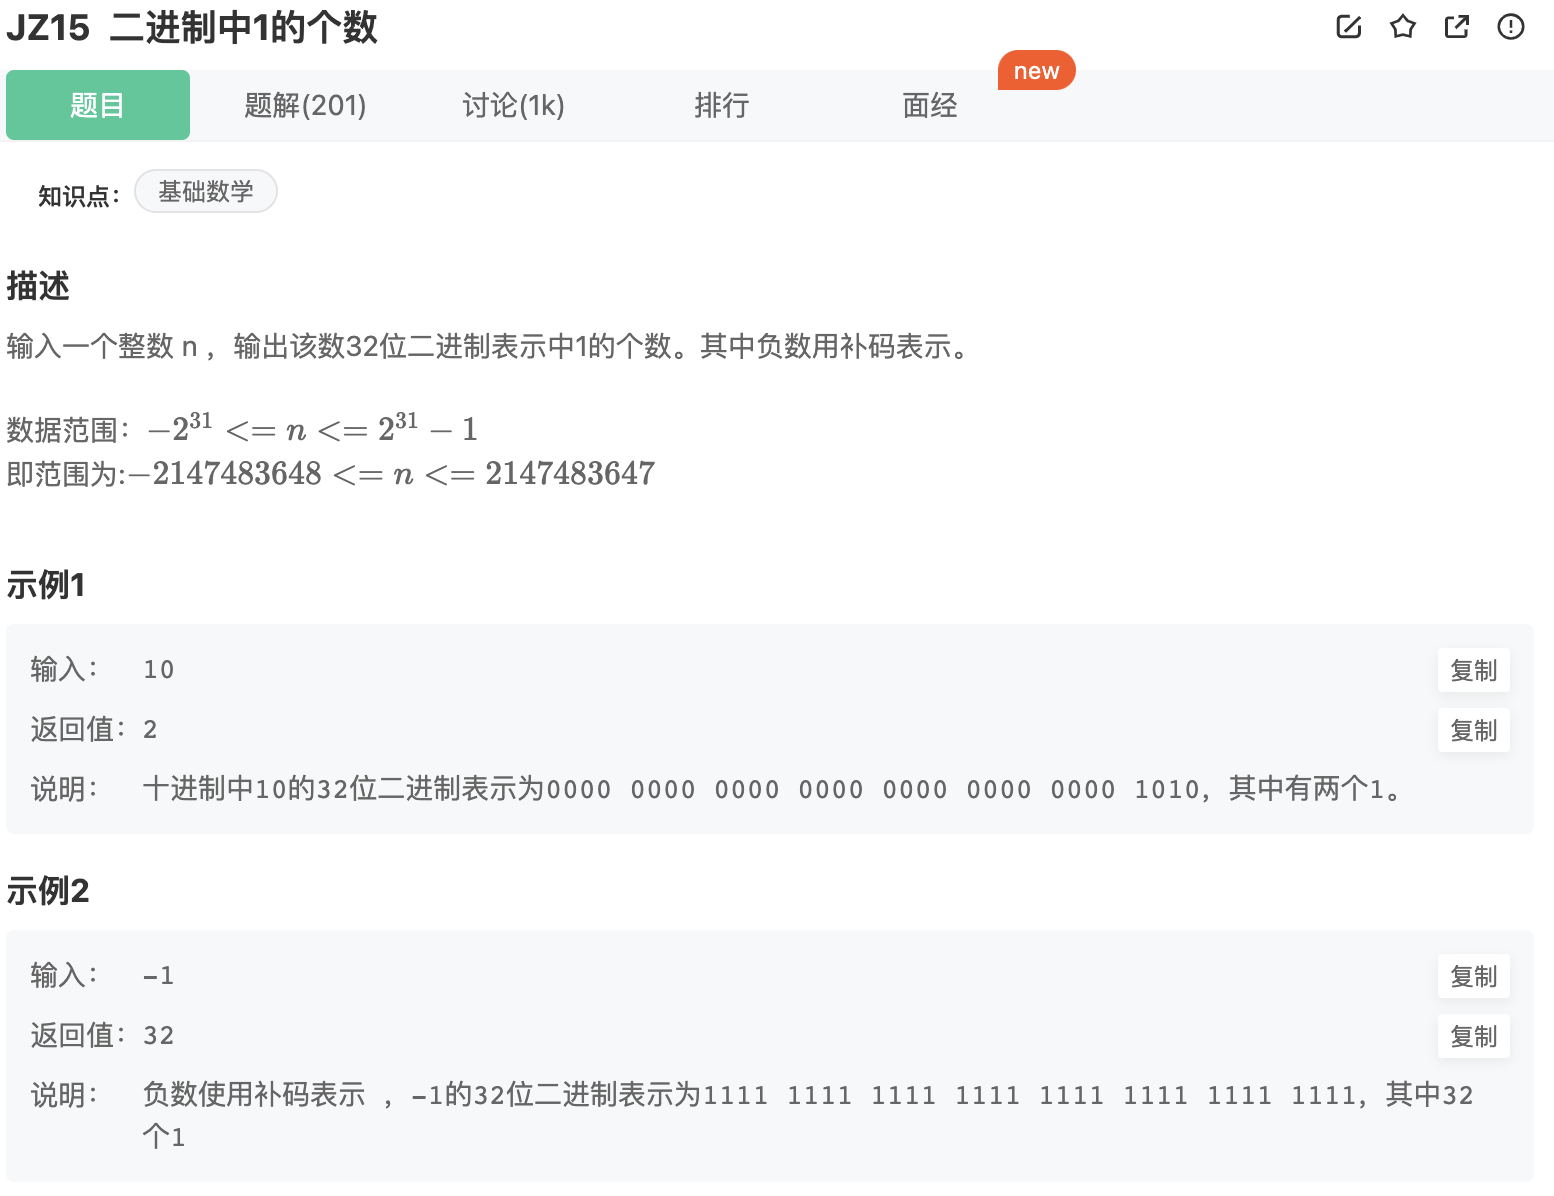 JZ15 二进制中1的个数
new
题目 题解(201) 讨论(1k) 排行 面经
知识点： 基础数学
描述
输入一个整数 n ，输出该数32位二进制表示中1的个数。其中负数用补码表示。
数据范围：−2^31 <= n <= 2^31 − 1
即范围为:−2147483648 <= n <= 2147483647
示例1
输入： 10 复制
返回值： 2 复制
说明： 十进制中10的32位二进制表示为0000 0000 0000 0000 0000 0000 0000 1010，其中有两个1。
示例2
输入： -1 复制
返回值： 32 复制
说明： 负数使用补码表示 ，-1的32位二进制表示为1111 1111 1111 1111 1111 1111 1111 1111，其中32
个1